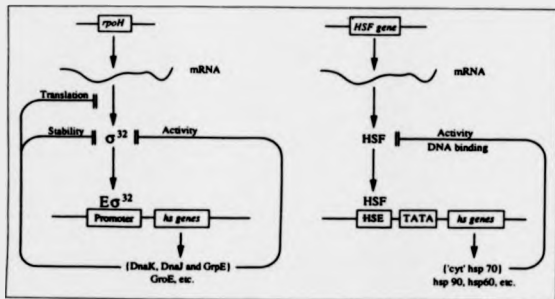 rpoH
mRNA
Translation
Stability
σ32
Activity
Eσ32
Promoter
hs genes
{DnaK, DnaJ and GrpE}
GroE, etc.
HSF gene
mRNA
HSF
Activity
DNA binding
HSF
HSE
TATA
hs genes
{'cyt' hsp 70}
hsp 90, hsp60, etc.